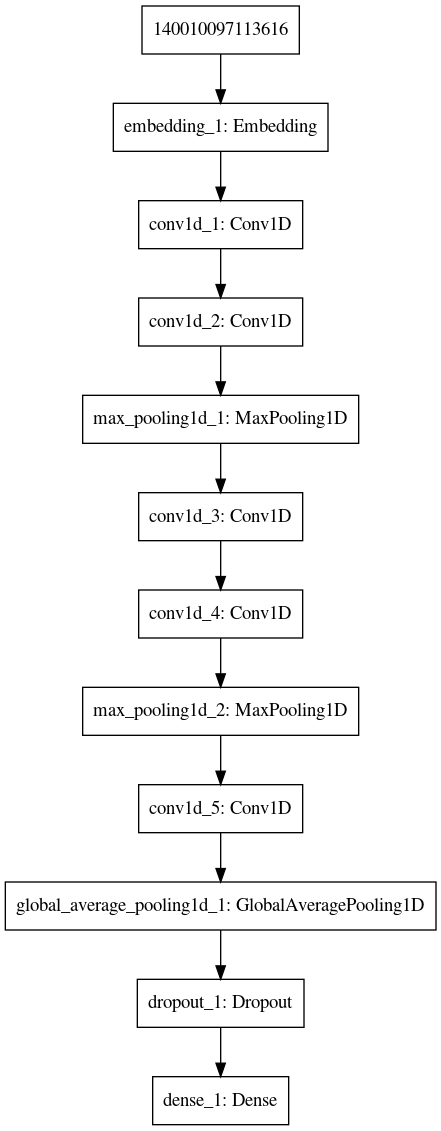 140010097113616
embedding_1: Embedding
conv1d_1: Conv1D
conv1d_2: Conv1D
max_pooling1d_1: MaxPooling1D
conv1d_3: Conv1D
conv1d_4: Conv1D
max_pooling1d_2: MaxPooling1D
conv1d_5: Conv1D
global_average_pooling1d_1: GlobalAveragePooling1D
dropout_1: Dropout
dense_1: Dense